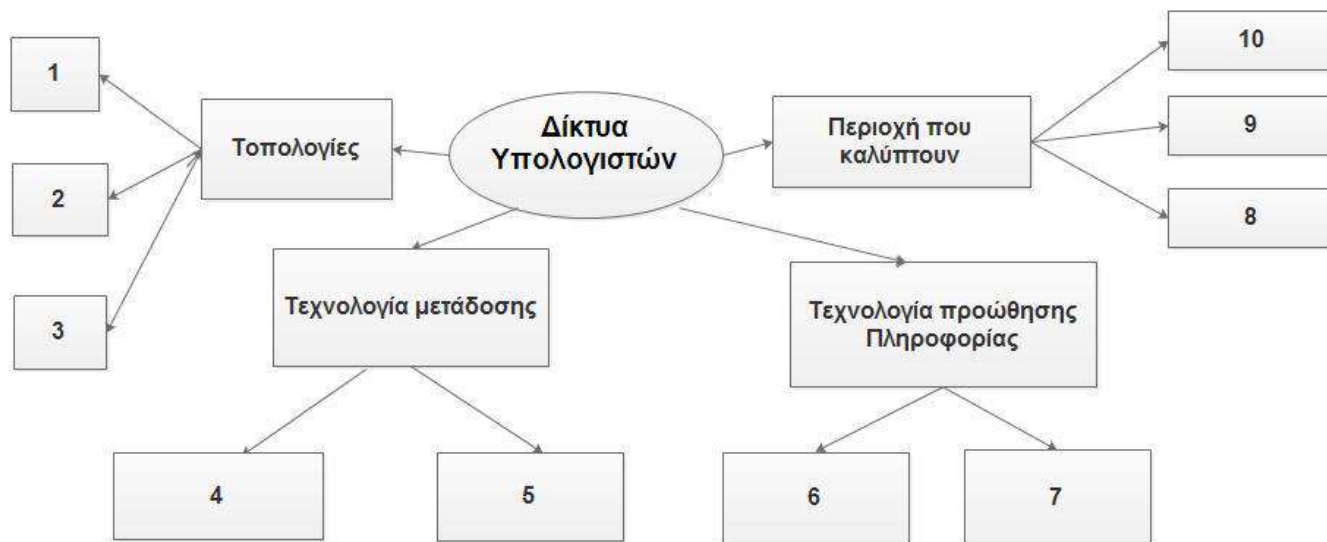 Δίκτυα
Υπολογιστών
Τοπολογίες
1
2
3
Τεχνολογία μετάδοσης
4
5
Τεχνολογία προώθησης
Πληροφορίας
6
7
Περιοχή που
καλύπτουν
10
9
8